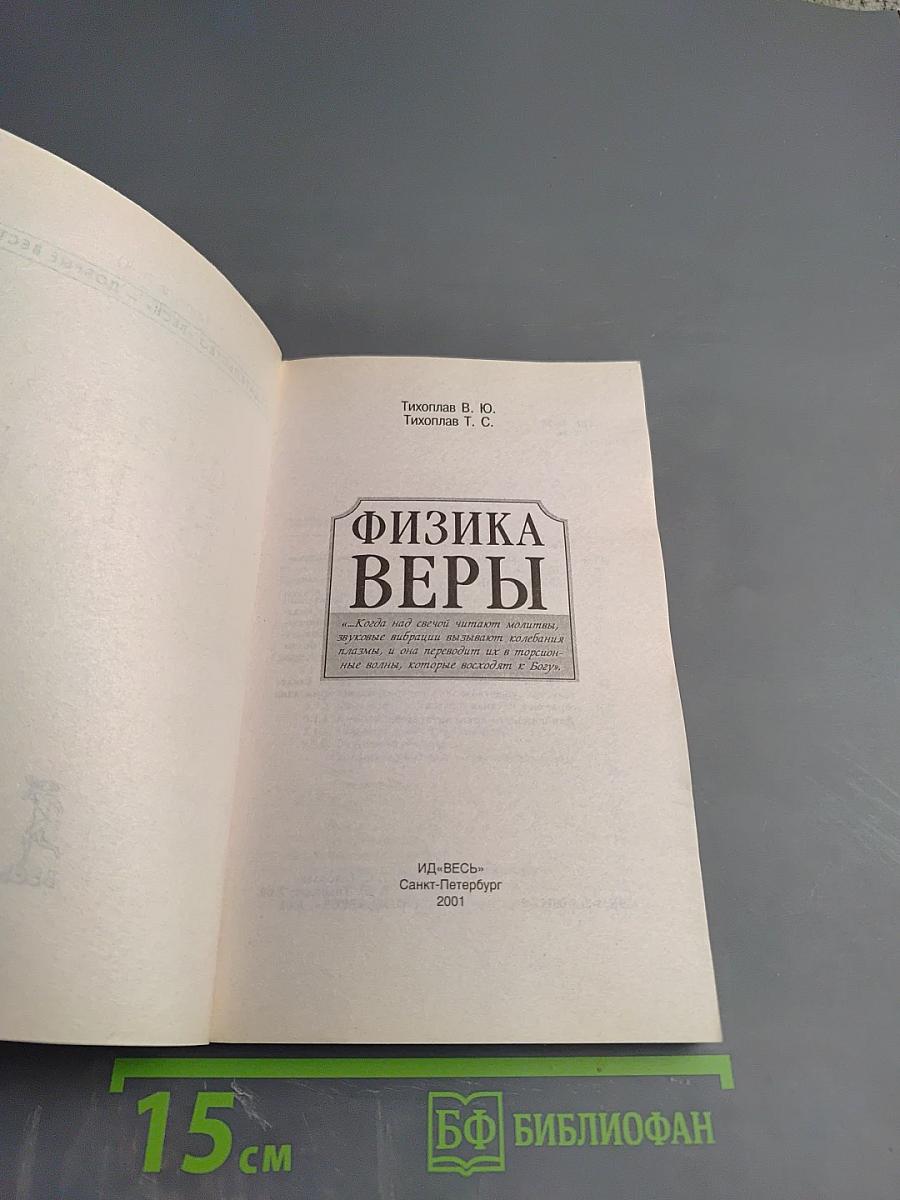 Тихоплав В. Ю.
Тихоплав Т. С.
ФИЗИКА
ВЕРЫ
«...Когда над свечой читают молитвы,
звуковые вибрации вызывают колебания
плазмы, и она переводит их в торсион-
ные волны, которые восходят к Богу».
ИД«ВЕСЬ»
Санкт-Петербург
2001
15 см
БФ БИБЛИОФАН